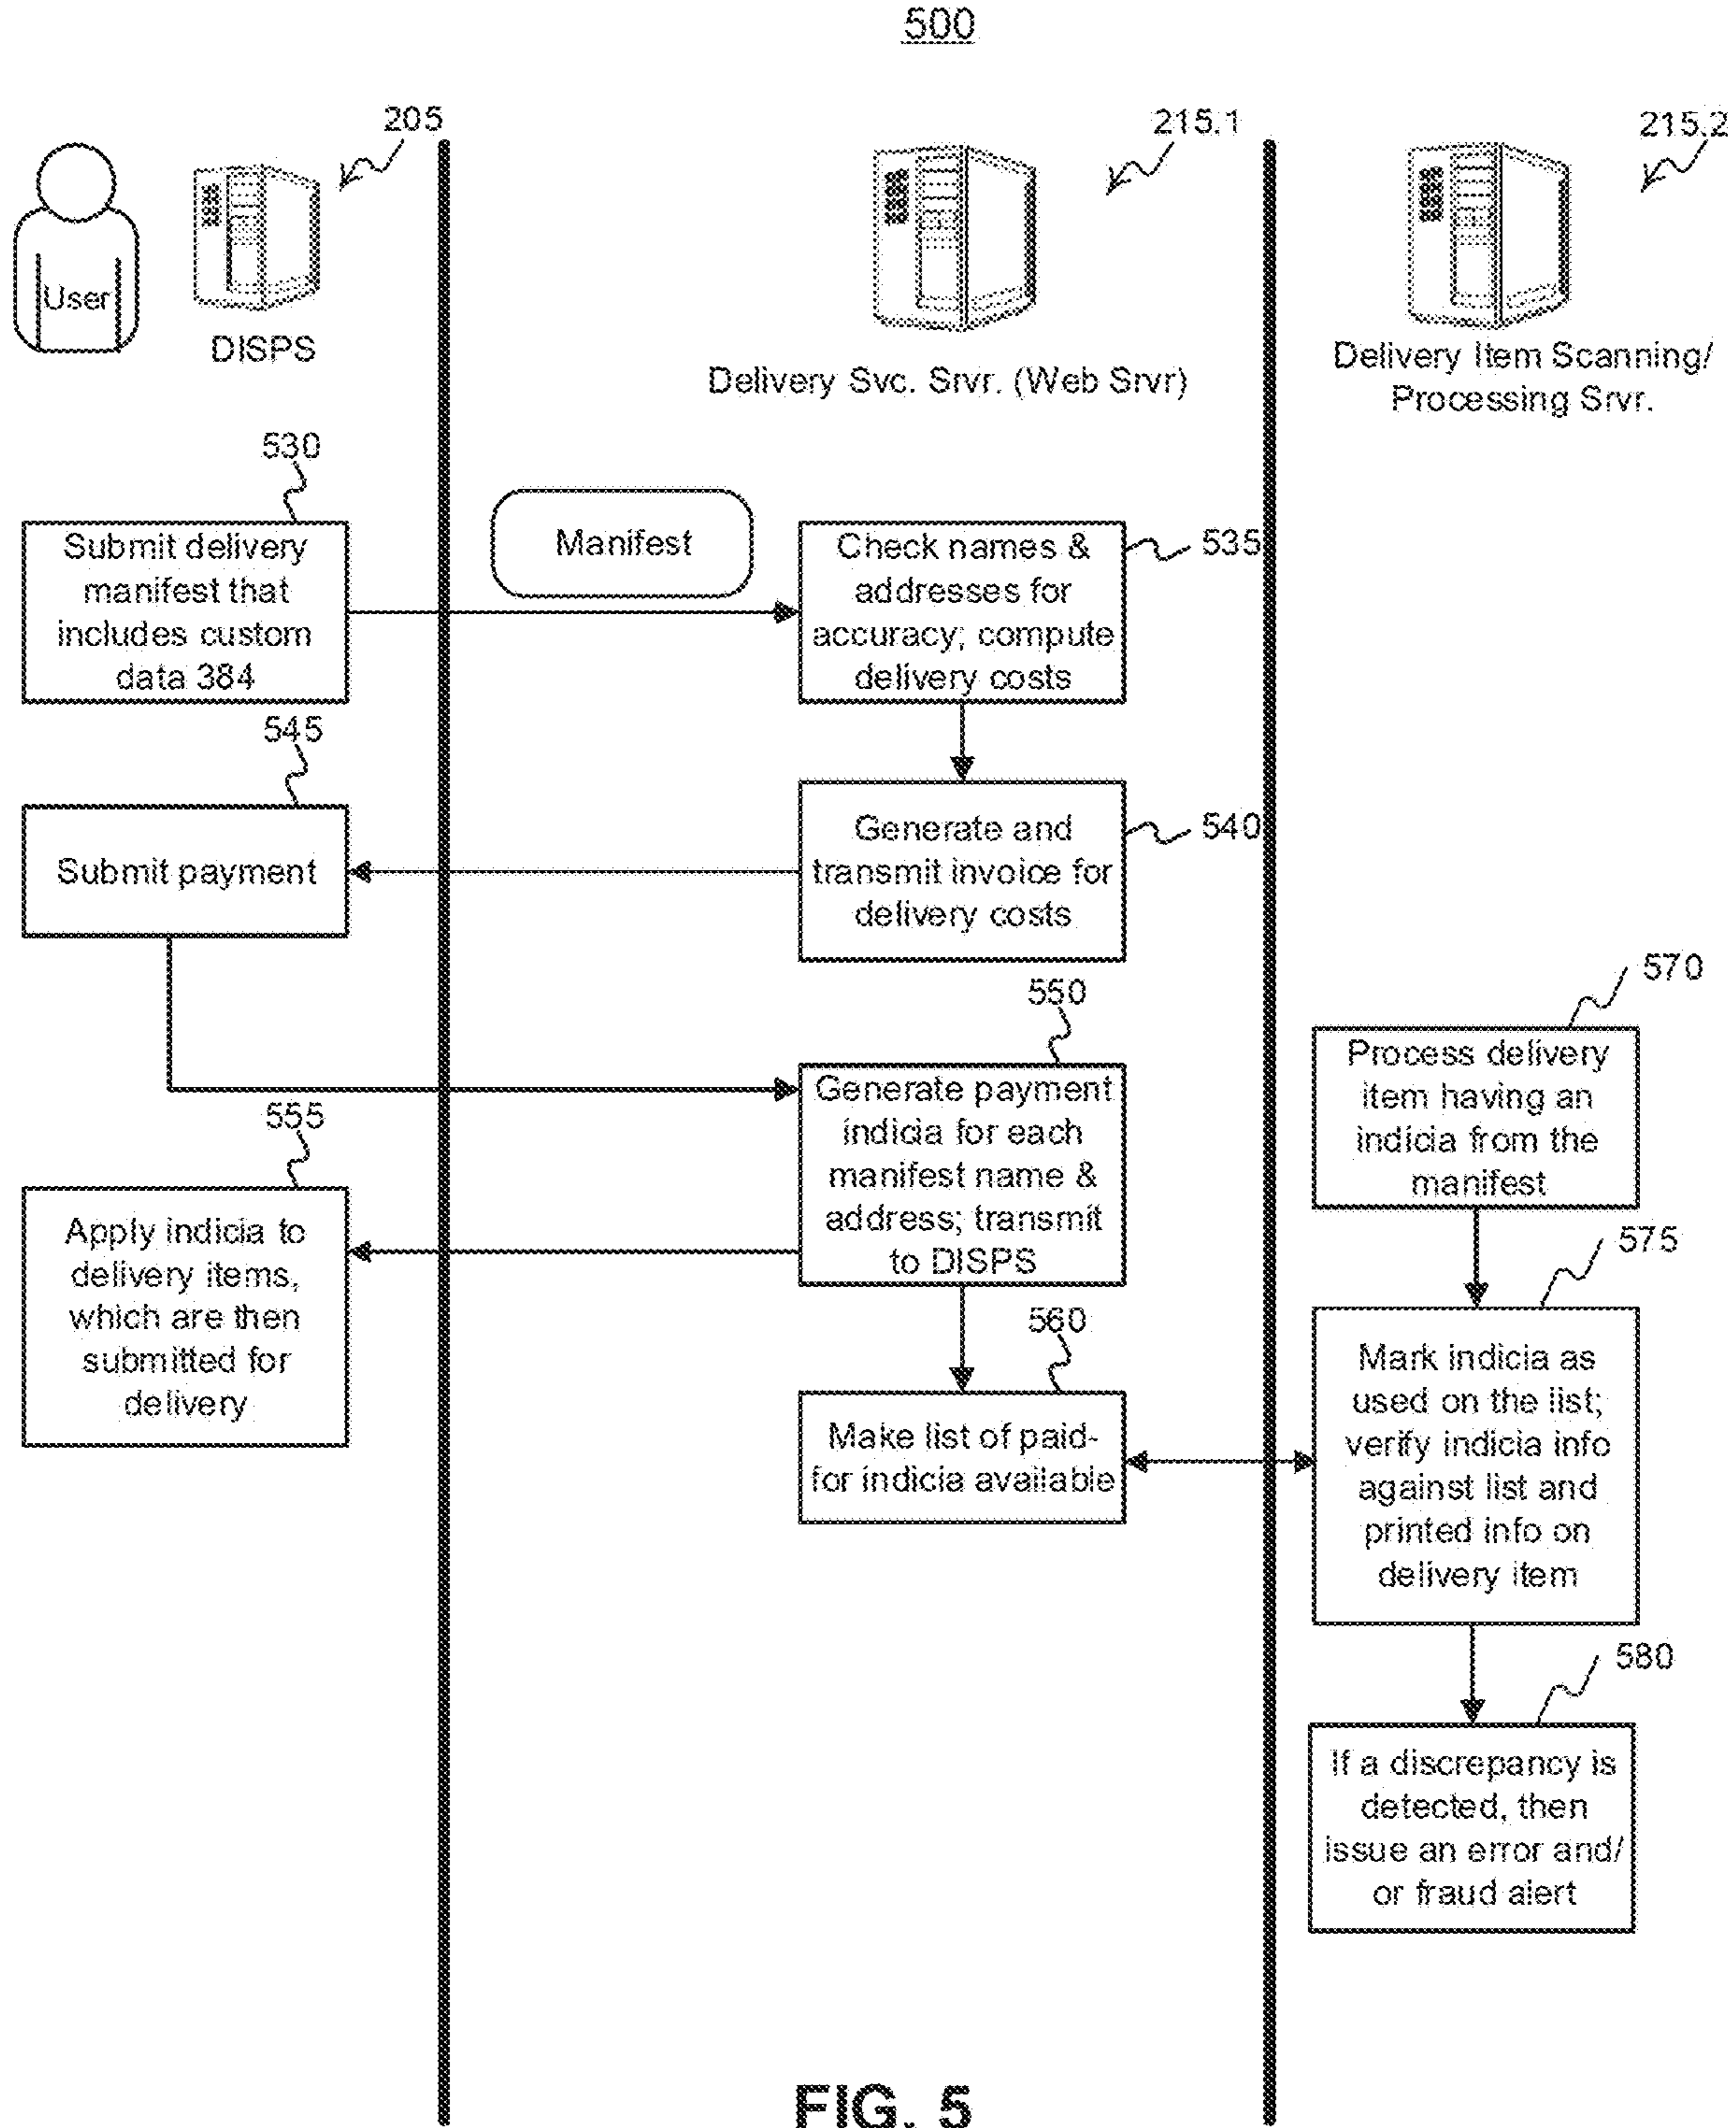 500
205
215.1
215.2
User
DISPS
Delivery Svc. Srvr. (Web Srvr)
Delivery Item Scanning/
Processing Srvr.
530
Submit delivery
manifest that
includes custom
data 384
Manifest
Check names &
addresses for
accuracy; compute
delivery costs
535
545
Submit payment
Generate and
transmit invoice for
delivery costs
540
550
Generate payment
indicia for each
manifest name &
address; transmit
to DISPS
555
Apply indicia to
delivery items,
which are then
submitted for
delivery
560
Make list of paid-
for indicia available
570
Process delivery
item having an
indicia from the
manifest
575
Mark indicia as
used on the list;
verify indicia info
against list and
printed info on
delivery item
580
If a discrepancy is
detected, then
issue an error and/
or fraud alert
FIG. 5